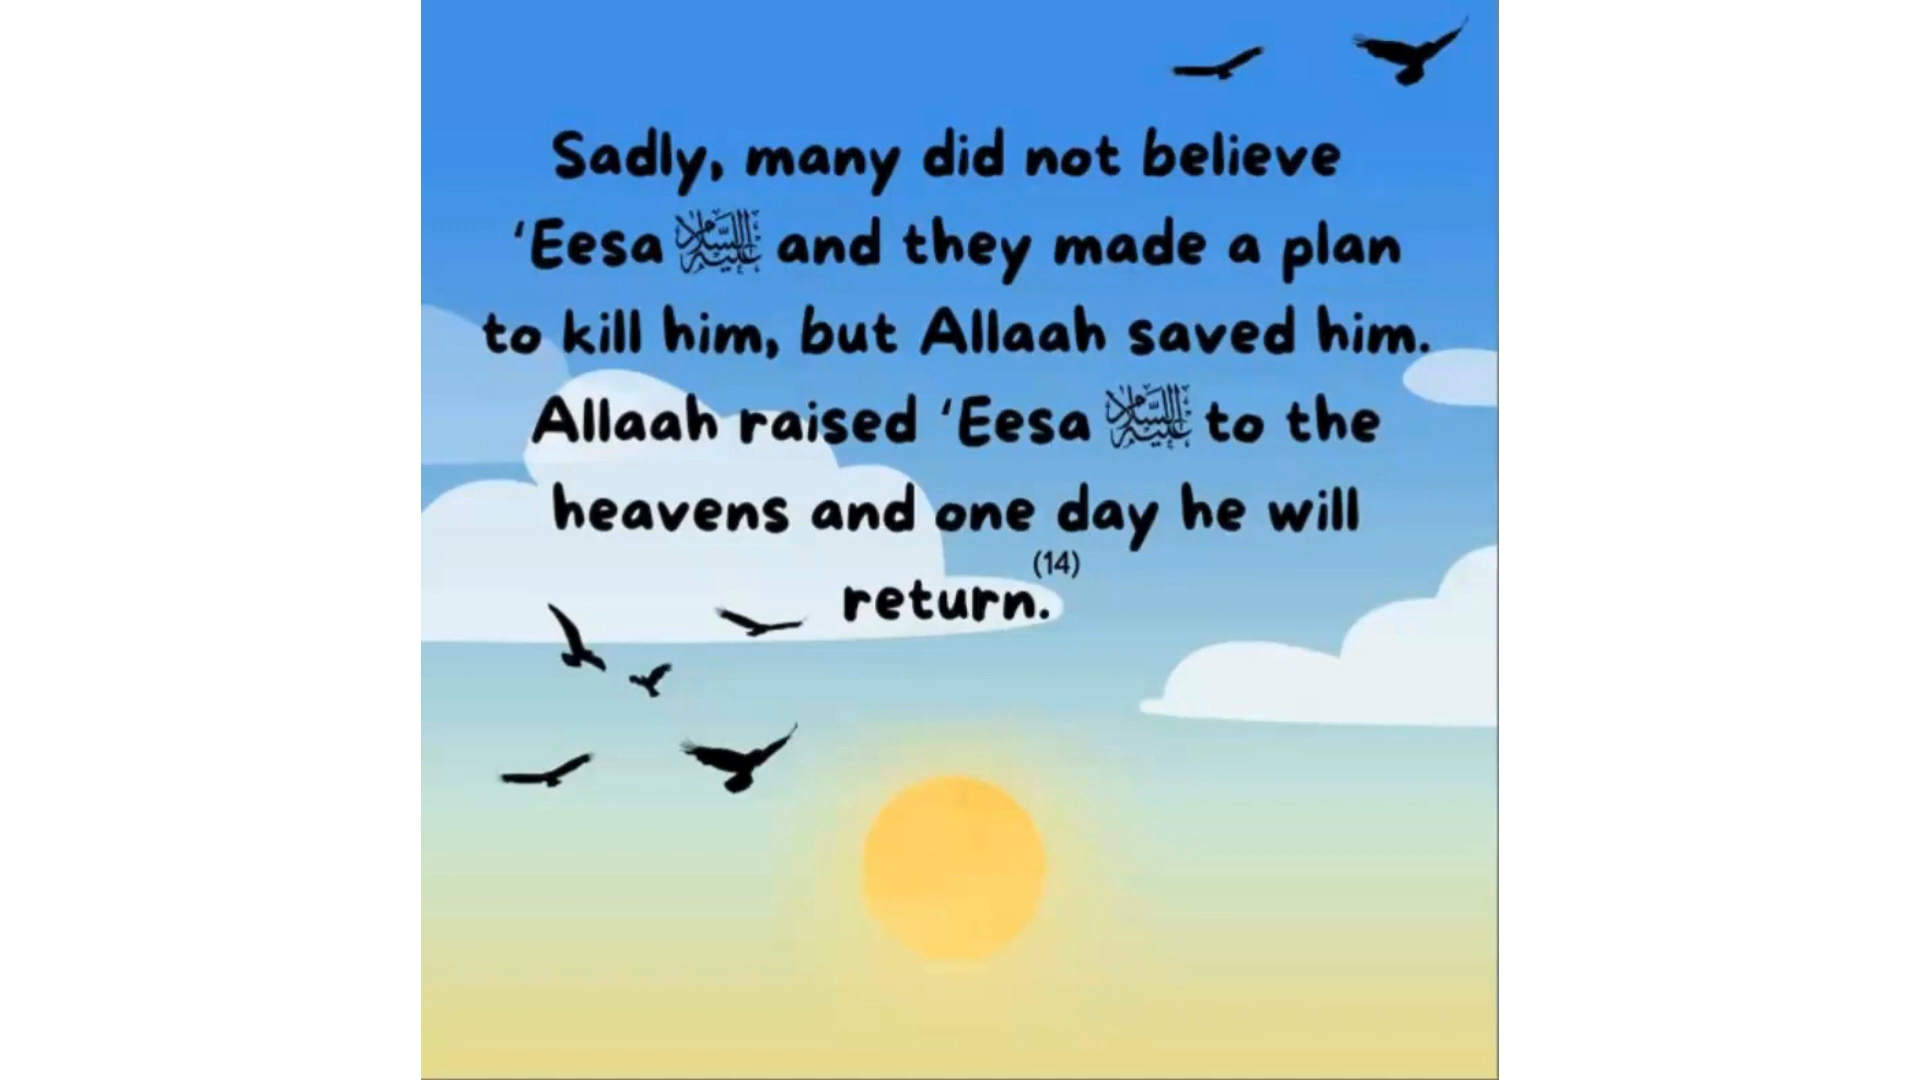 Sadly, many did not believe
‘Eesa عليه السلام and they made a plan
to kill him, but Allaah saved him.
Allaah raised ‘Eesa عليه السلام to the
heavens and one day he will
return.(14)